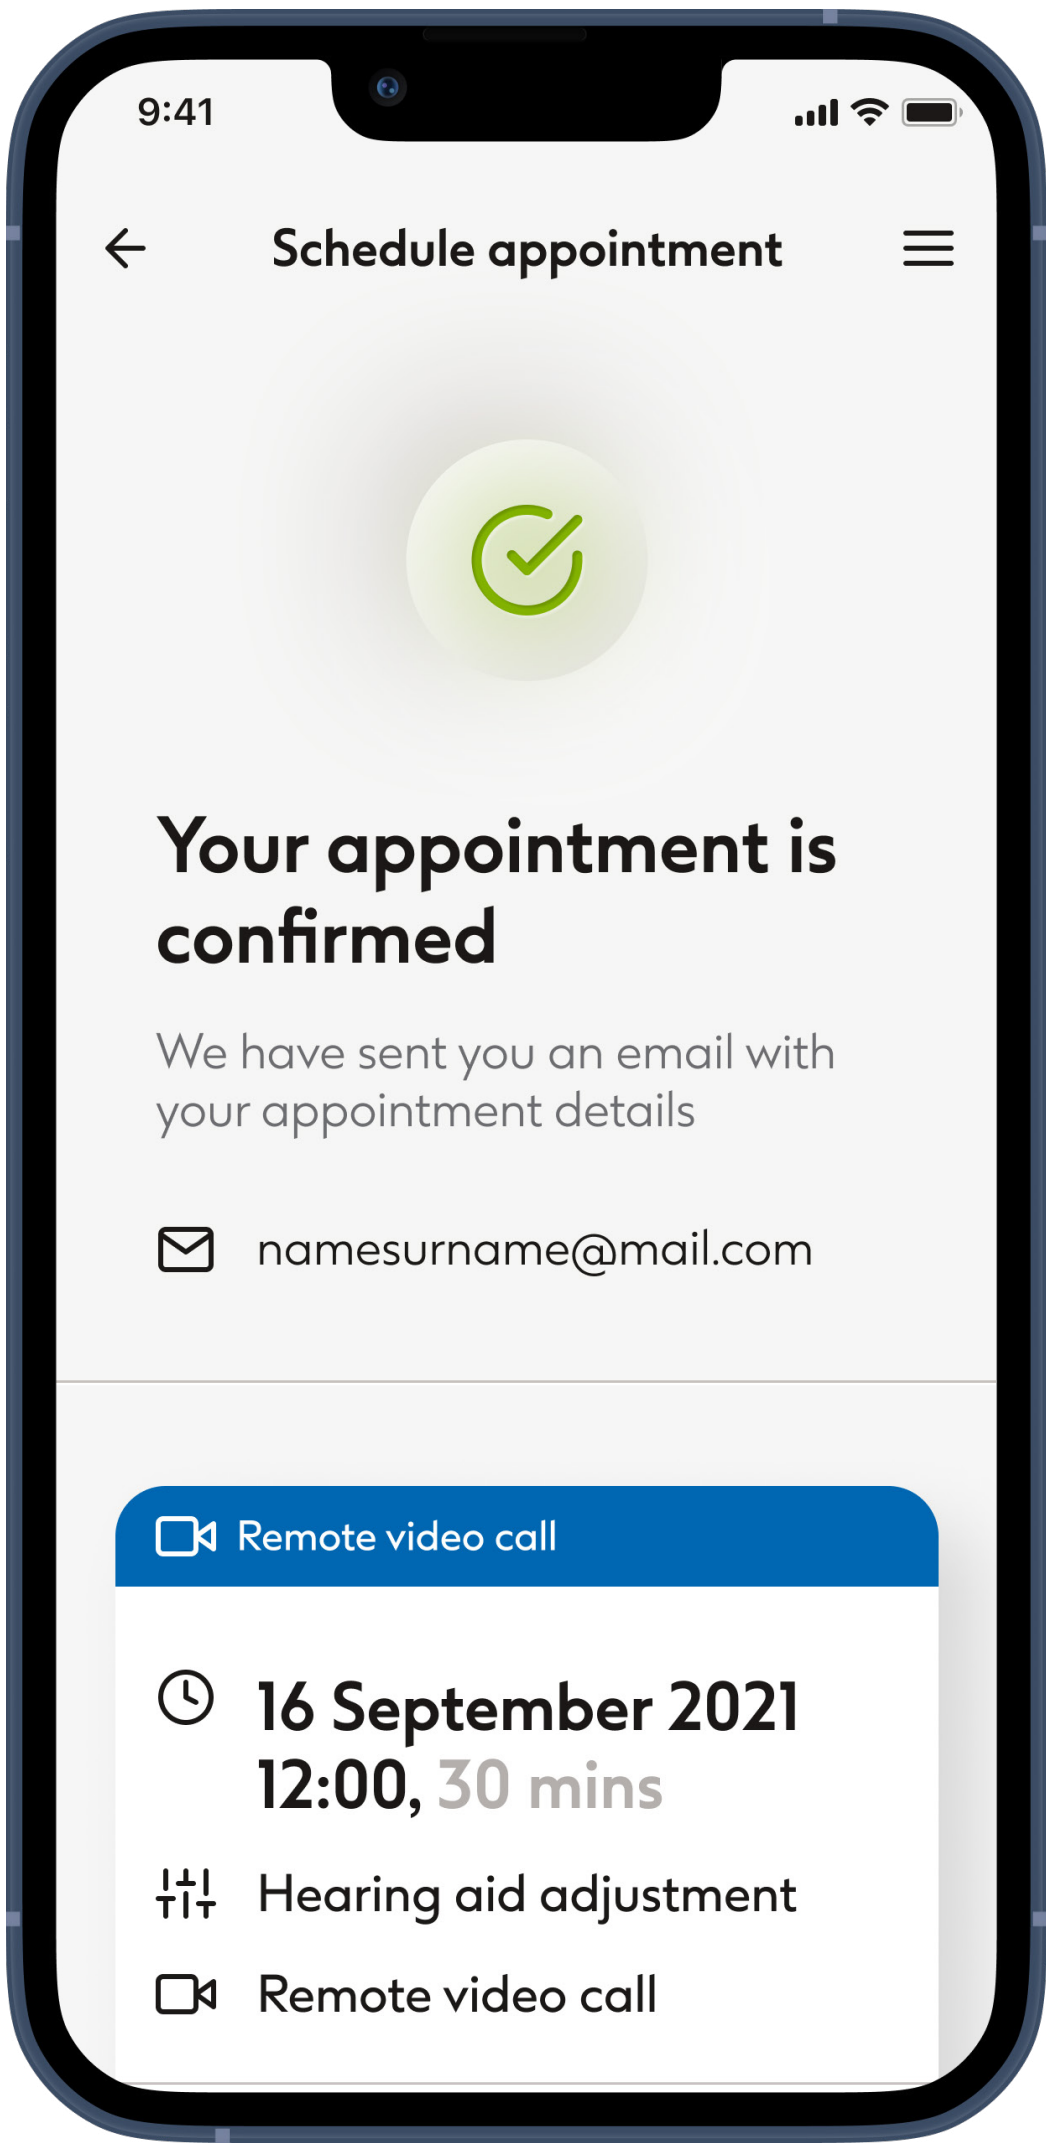 9:41
Schedule appointment
Your appointment is
confirmed
We have sent you an email with
your appointment details
namesurname@mail.com
Remote video call
16 September 2021
12:00, 30 mins
Hearing aid adjustment
Remote video call